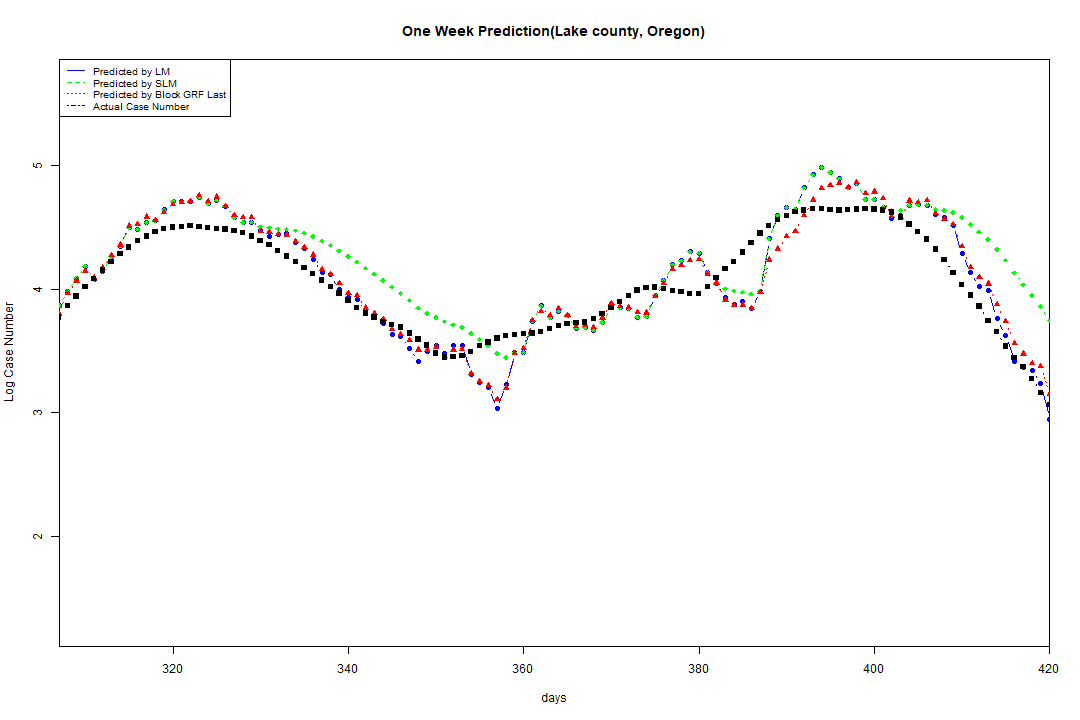 One Week Prediction(Lake county, Oregon)
Predicted by LM
Predicted by SLM
Predicted by Block GRF Last
Actual Case Number
5
4
3
2
Log Case Number
320 340 360 380 400 420
days